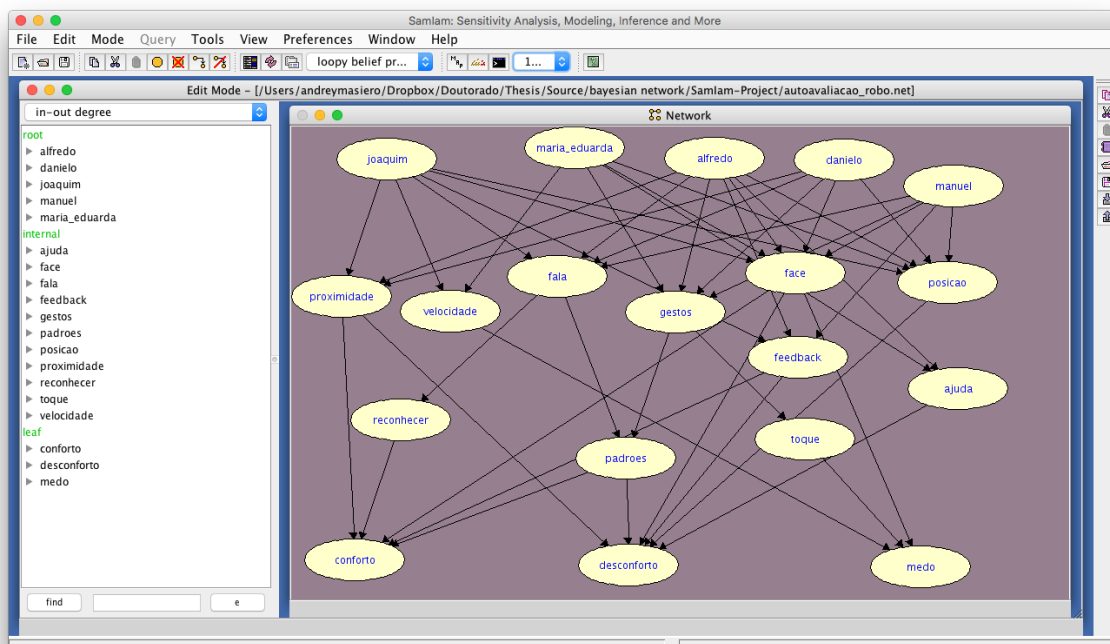 SamIam: Sensitivity Analysis, Modeling, Inference and More
File Edit Mode Query Tools View Preferences Window Help
loopy belief pr... 1...
Edit Mode - [/Users/andreymasiero/Dropbox/Doutorado/Thesis/Source/bayesian network/SamIam-Project/autoavaliacao_robo.net]
in-out degree
root
alfredo
danielo
joaquim
manuel
maria_eduarda
internal
ajuda
face
fala
feedback
gestos
padroes
posicao
proximidade
reconhecer
toque
velocidade
leaf
conforto
desconforto
medo
find e
Network
joaquim maria_eduarda alfredo danielo
manuel
proximidade fala face posicao
velocidade gestos
feedback
ajuda
reconhecer
toque
padroes
conforto desconforto medo